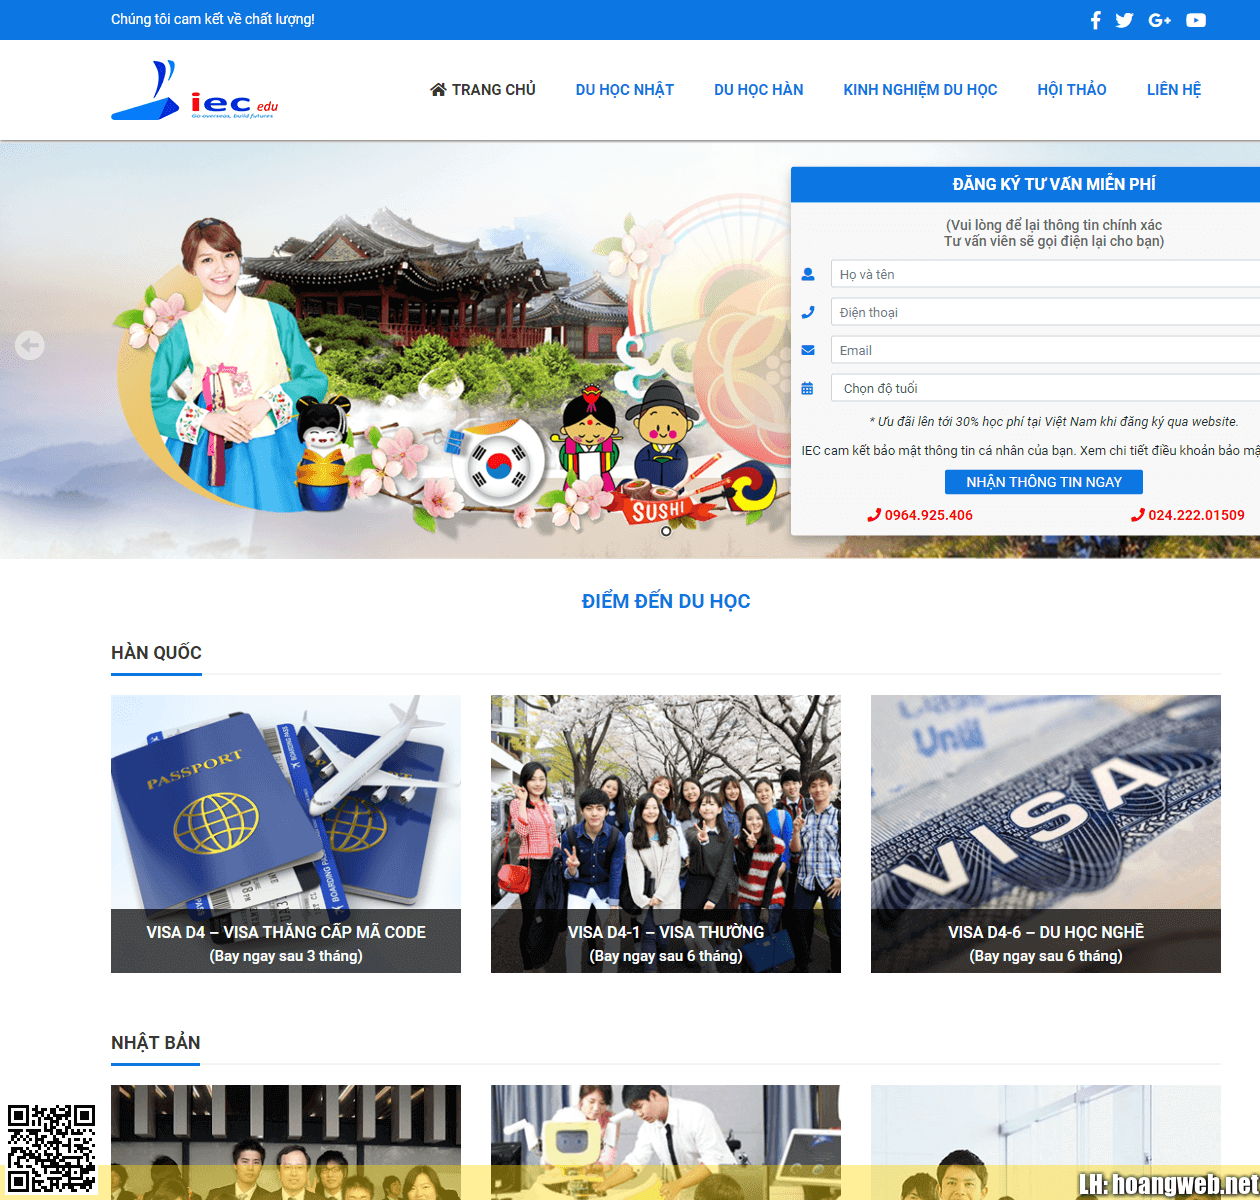 Chúng tôi cam kết về chất lượng!
iec edu
Go overseas, build futures
TRANG CHỦ
DU HỌC NHẬT
DU HỌC HÀN
KINH NGHIỆM DU HỌC
HỘI THẢO
LIÊN HỆ
ĐĂNG KÝ TƯ VẤN MIỄN PHÍ
(Vui lòng để lại thông tin chính xác
Tư vấn viên sẽ gọi điện lại cho bạn)
Họ và tên
Điện thoại
Email
Chọn độ tuổi
* Ưu đãi lên tới 30% học phí tại Việt Nam khi đăng ký qua website.
IEC cam kết bảo mật thông tin cá nhân của bạn. Xem chi tiết điều khoản bảo mậ
NHẬN THÔNG TIN NGAY
0964.925.406
024.222.01509
SUSHI
ĐIỂM ĐẾN DU HỌC
HÀN QUỐC
PASSPORT
BOARDING PASS
VISA
VISA D4 – VISA THẲNG CẤP MÃ CODE
(Bay ngay sau 3 tháng)
VISA D4-1 – VISA THƯỜNG
(Bay ngay sau 6 tháng)
VISA D4-6 – DU HỌC NGHỀ
(Bay ngay sau 6 tháng)
NHẬT BẢN
LH: hoangweb.net